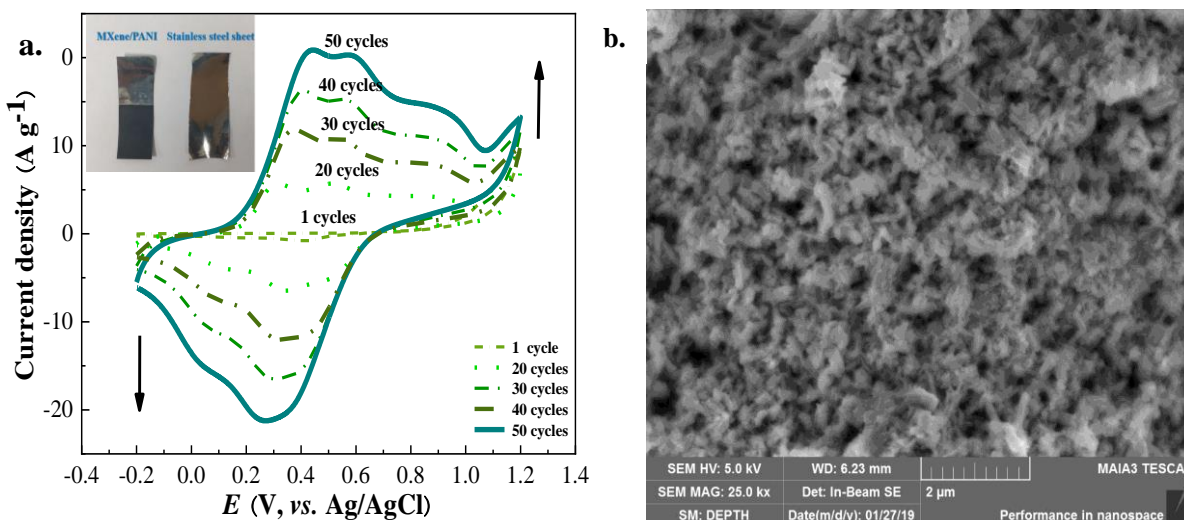 a.
MXene/PANI
Stainless steel sheet
50 cycles
40 cycles
30 cycles
20 cycles
1 cycles
0
10
0
-10
-20
Current density (A g⁻¹)
1 cycle
20 cycles
30 cycles
40 cycles
50 cycles
-0.4 -0.2 0.0 0.2 0.4 0.6 0.8 1.0 1.2 1.4
E (V, vs. Ag/AgCl)
b.
SEM HV: 5.0 kV WD: 6.23 mm MAIA3 TESCA
SEM MAG: 25.0 kx Det: In-Beam SE 2 µm
SM: DEPTH Date(m/d/y): 01/27/19 Performance in nanospace